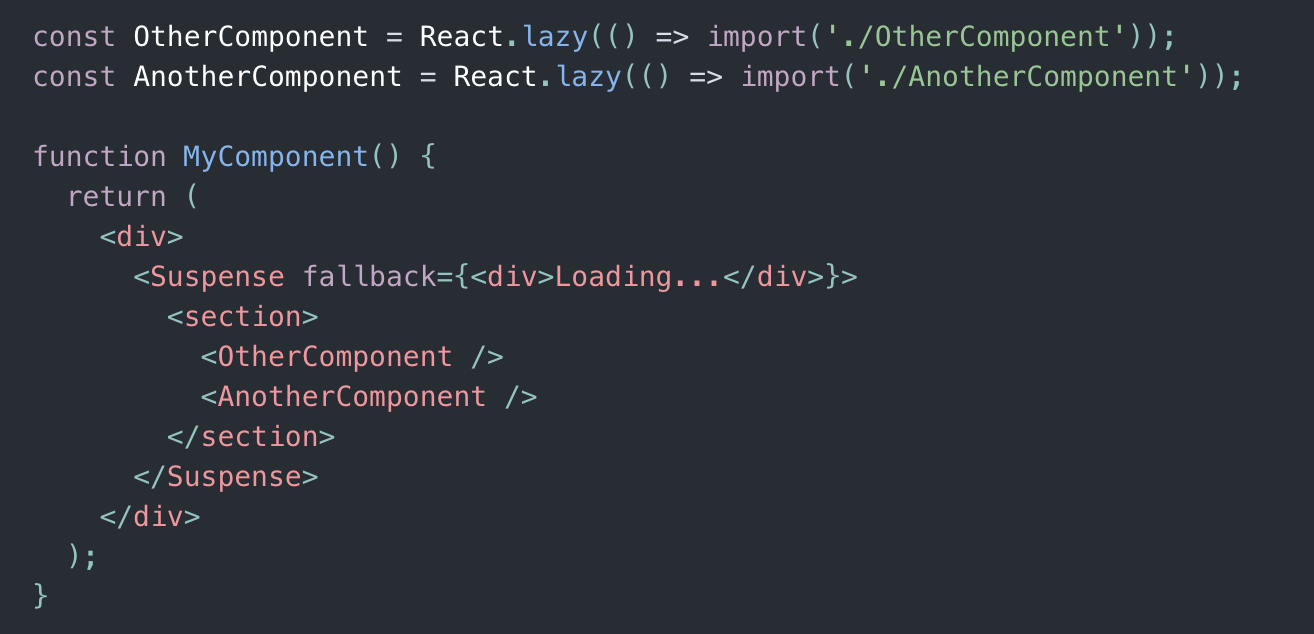 const OtherComponent = React.lazy(() => import('./OtherComponent'));
const AnotherComponent = React.lazy(() => import('./AnotherComponent'));

function MyComponent() {
  return (
    <div>
      <Suspense fallback={<div>Loading...</div>}>
        <section>
          <OtherComponent />
          <AnotherComponent />
        </section>
      </Suspense>
    </div>
  );
}